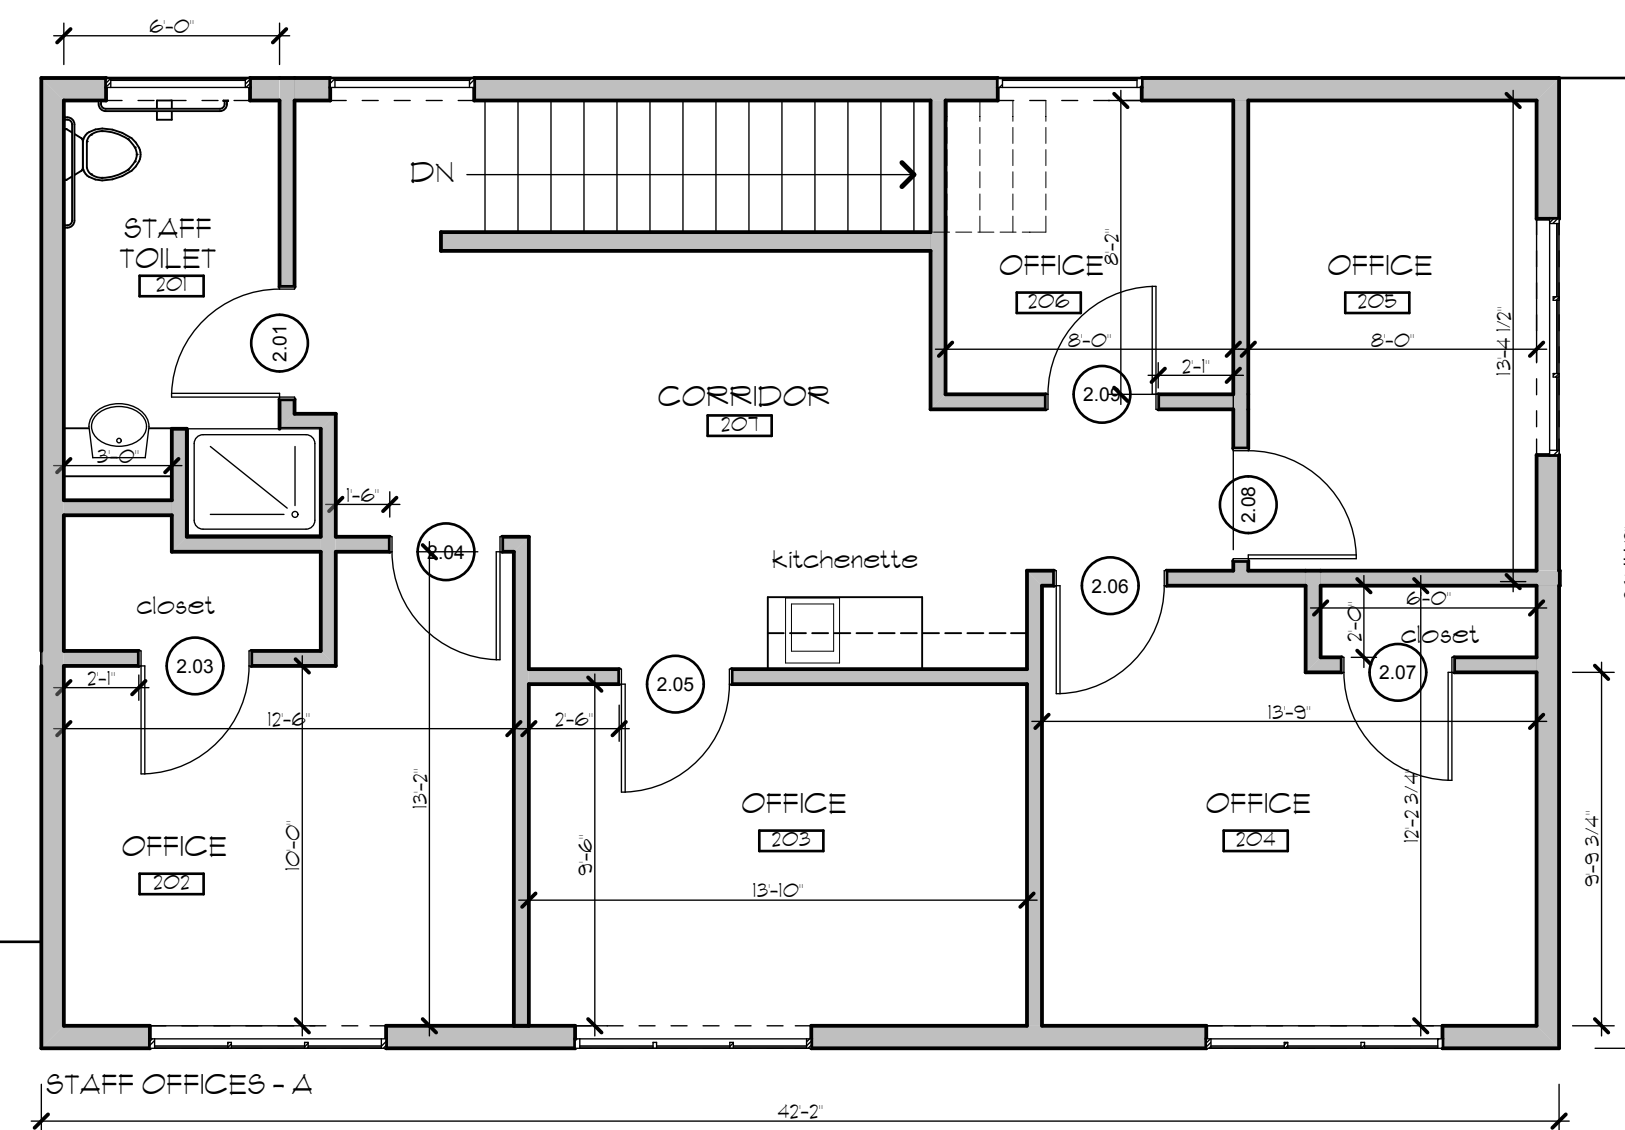 6'-0"
DN
STAFF
TOILET
201
2.01
OFFICE
206
8'-2"
OFFICE
205
13'-4 1/2"
8'-0"
8'-0"
2'-1"
2.09
CORRIDOR
207
3'-0"
1'-6"
2.08
2.04
kitchenette
2.06
closet
6'-0"
2'-0"
closet
2.03
2.05
2.07
2'-1"
12'-6"
2'-6"
13'-9"
13'-2"
OFFICE
203
OFFICE
204
12'-2 3/4"
9'-9 3/4"
OFFICE
202
10'-0"
9'-6"
13'-10"
STAFF OFFICES - A
42'-2"